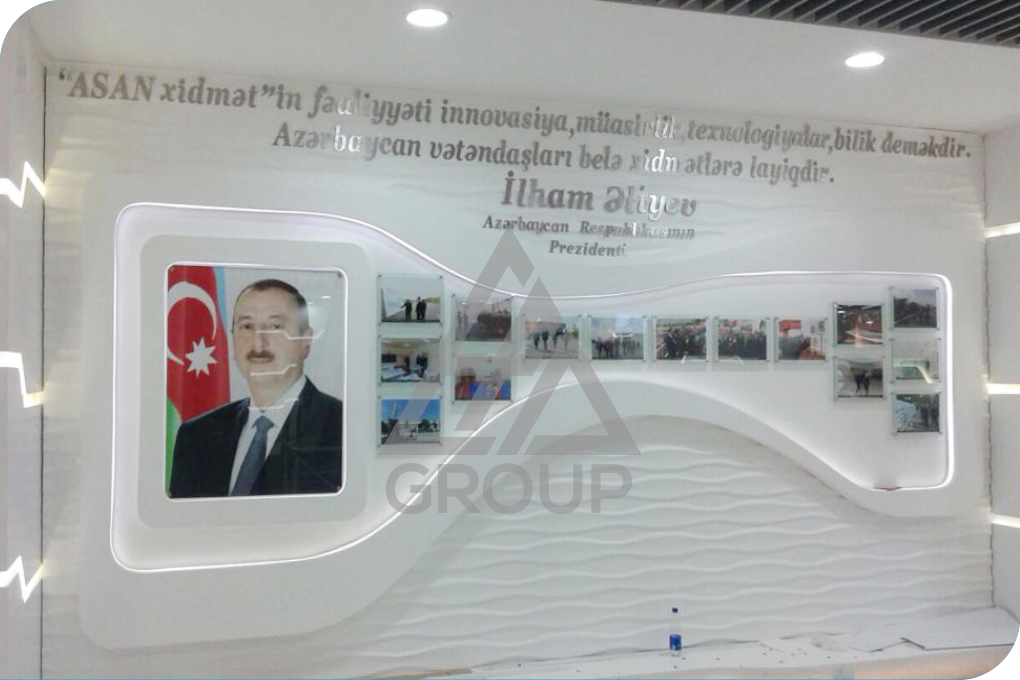 “ASAN xidmət”in fəaliyyəti innovasiya,müasirlik,texnologiyalar,bilik deməkdir.
Azərbaycan vətəndaşları belə xidmətlərə layiqdir.
İlham Əliyev
Azərbaycan Respublikasının
Prezidenti
GROUP